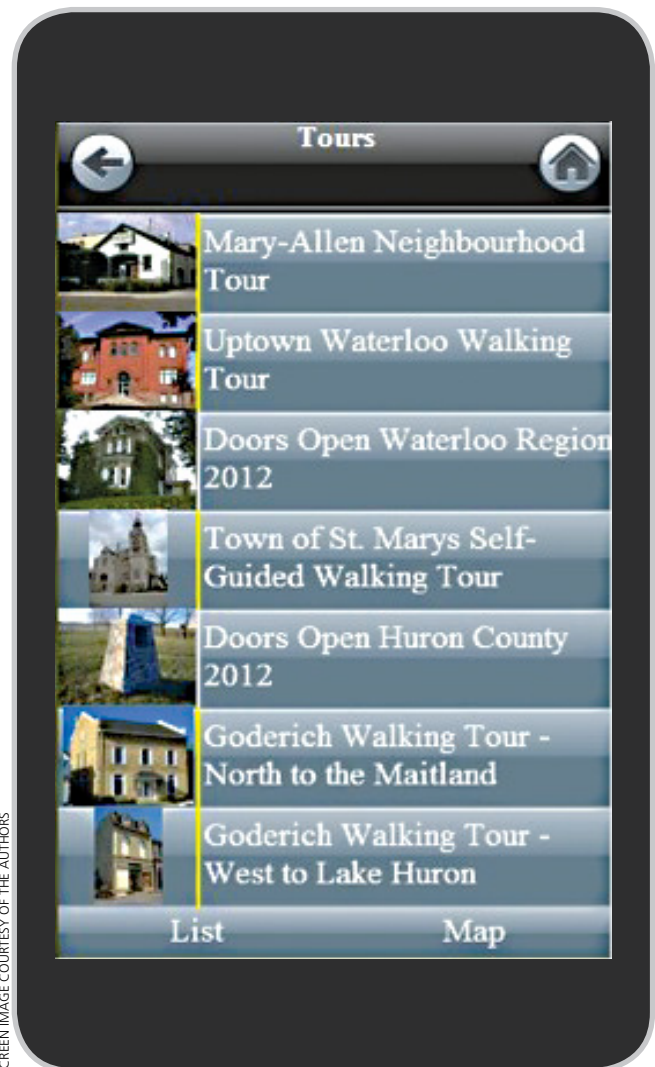 Tours
Mary-Allen Neighbourhood
Tour
Uptown Waterloo Walking
Tour
Doors Open Waterloo Region
2012
Town of St. Marys Self-
Guided Walking Tour
Doors Open Huron County
2012
Goderich Walking Tour -
North to the Maitland
Goderich Walking Tour -
West to Lake Huron
List Map
CREEN IMAGE COURTESY OF THE AUTHORS